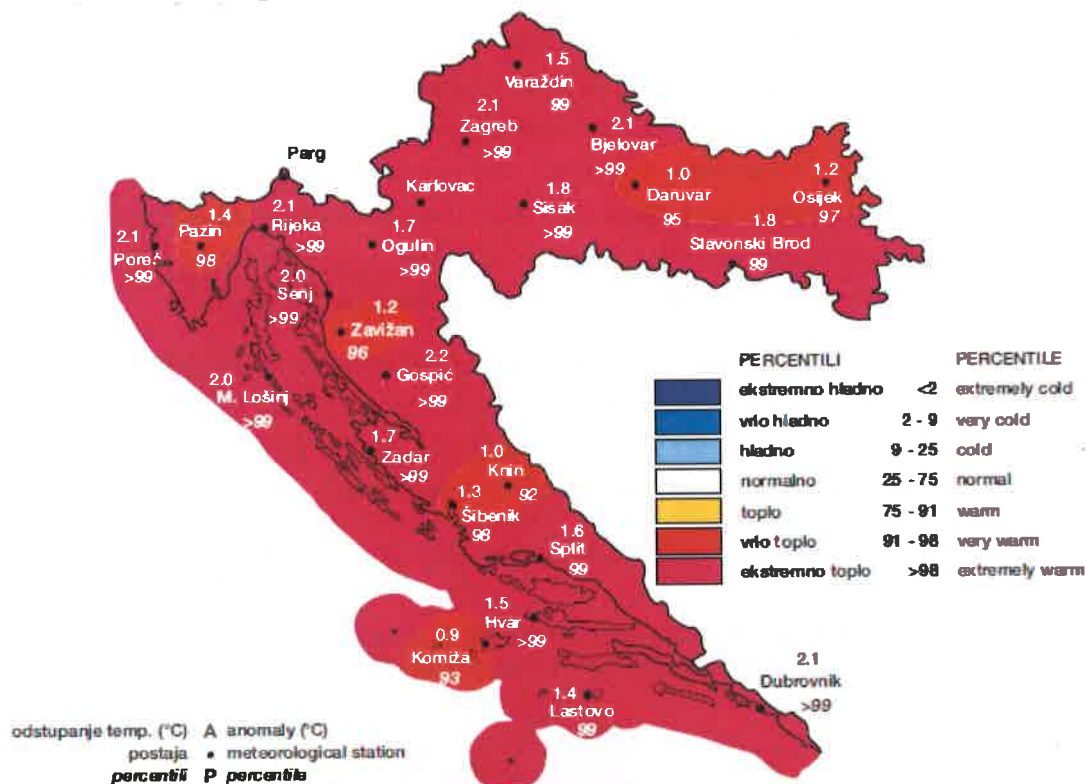 1.5
Varaždin
99
2.1
Zagreb
>99
2.1
Bjelovar
>99
Parg
Karlovac
1.0
Daruvar
95
1.2
Osijek
97
1.8
Sisak
>99
1.8
Slavonski Brod
99
1.4
Pazin
98
2.1
Rijeka
>99
1.7
Ogulin
>99
2.1
Poreč
>99
2.0
Senj
>99
1.2
Zavižan
96
2.2
Gospić
>99
2.0
M. Lošinj
>99
1.7
Zadar
>99
1.0
Knin
92
1.3
Šibenik
98
1.6
Split
99
1.5
Hvar
>99
0.9
Komiža
93
1.4
Lastovo
99
2.1
Dubrovnik
>99
PERCENTILI PERCENTILE
ekstremno hladno <2 extremely cold
vrlo hladno 2 - 9 very cold
hladno 9 - 25 cold
normalno 25 - 75 normal
toplo 75 - 91 warm
vrlo toplo 91 - 98 very warm
ekstremno toplo >98 extremely warm
odstupanje temp. (°C) A anomaly (°C)
postaja • meteorological station
percentili P percentile